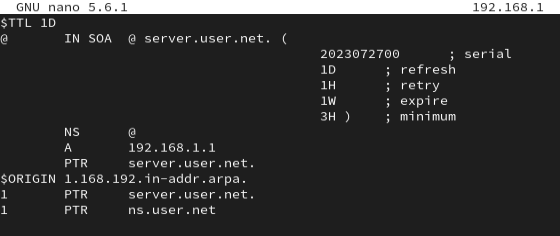 GNU nano 5.6.1 192.168.1
$TTL 1D
@ IN SOA @ server.user.net. (
2023072700 ; serial
1D ; refresh
1H ; retry
1W ; expire
3H ) ; minimum
NS @
A 192.168.1.1
PTR server.user.net.
$ORIGIN 1.168.192.in-addr.arpa.
1 PTR server.user.net.
1 PTR ns.user.net